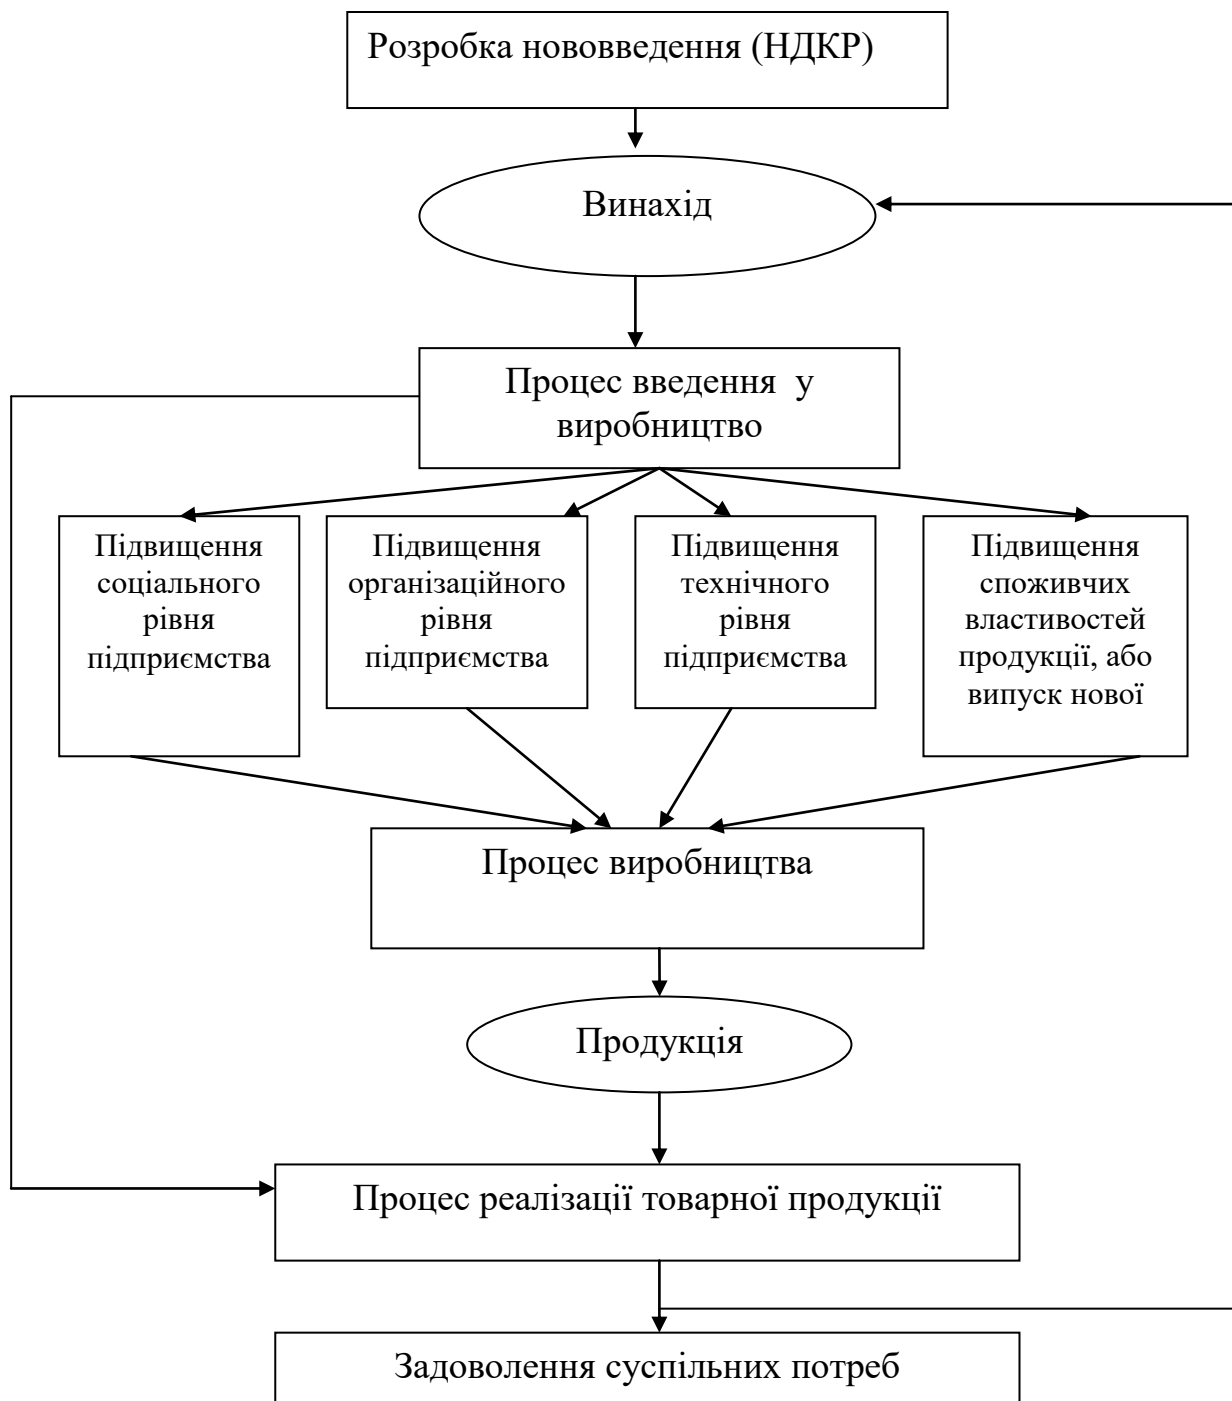 Розробка нововведення (НДКР)
Винахід
Процес введення у
виробництво
Підвищення
соціального
рівня
підприємства
Підвищення
організаційного
рівня
підприємства
Підвищення
технічного
рівня
підприємства
Підвищення
споживчих
властивостей
продукції, або
випуск нової
Процес виробництва
Продукція
Процес реалізації товарної продукції
Задоволення суспільних потреб